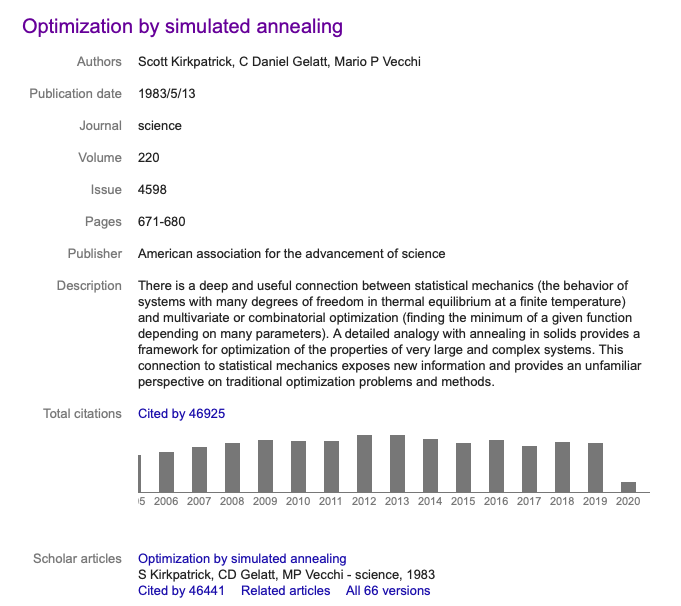 Optimization by simulated annealing
Authors Scott Kirkpatrick, C Daniel Gelatt, Mario P Vecchi
Publication date 1983/5/13
Journal science
Volume 220
Issue 4598
Pages 671-680
Publisher American association for the advancement of science
Description There is a deep and useful connection between statistical mechanics (the behavior of
systems with many degrees of freedom in thermal equilibrium at a finite temperature)
and multivariate or combinatorial optimization (finding the minimum of a given function
depending on many parameters). A detailed analogy with annealing in solids provides a
framework for optimization of the properties of very large and complex systems. This
connection to statistical mechanics exposes new information and provides an unfamiliar
perspective on traditional optimization problems and methods.
Total citations Cited by 46925
5 2006 2007 2008 2009 2010 2011 2012 2013 2014 2015 2016 2017 2018 2019 2020
Scholar articles Optimization by simulated annealing
S Kirkpatrick, CD Gelatt, MP Vecchi - science, 1983
Cited by 46441 Related articles All 66 versions